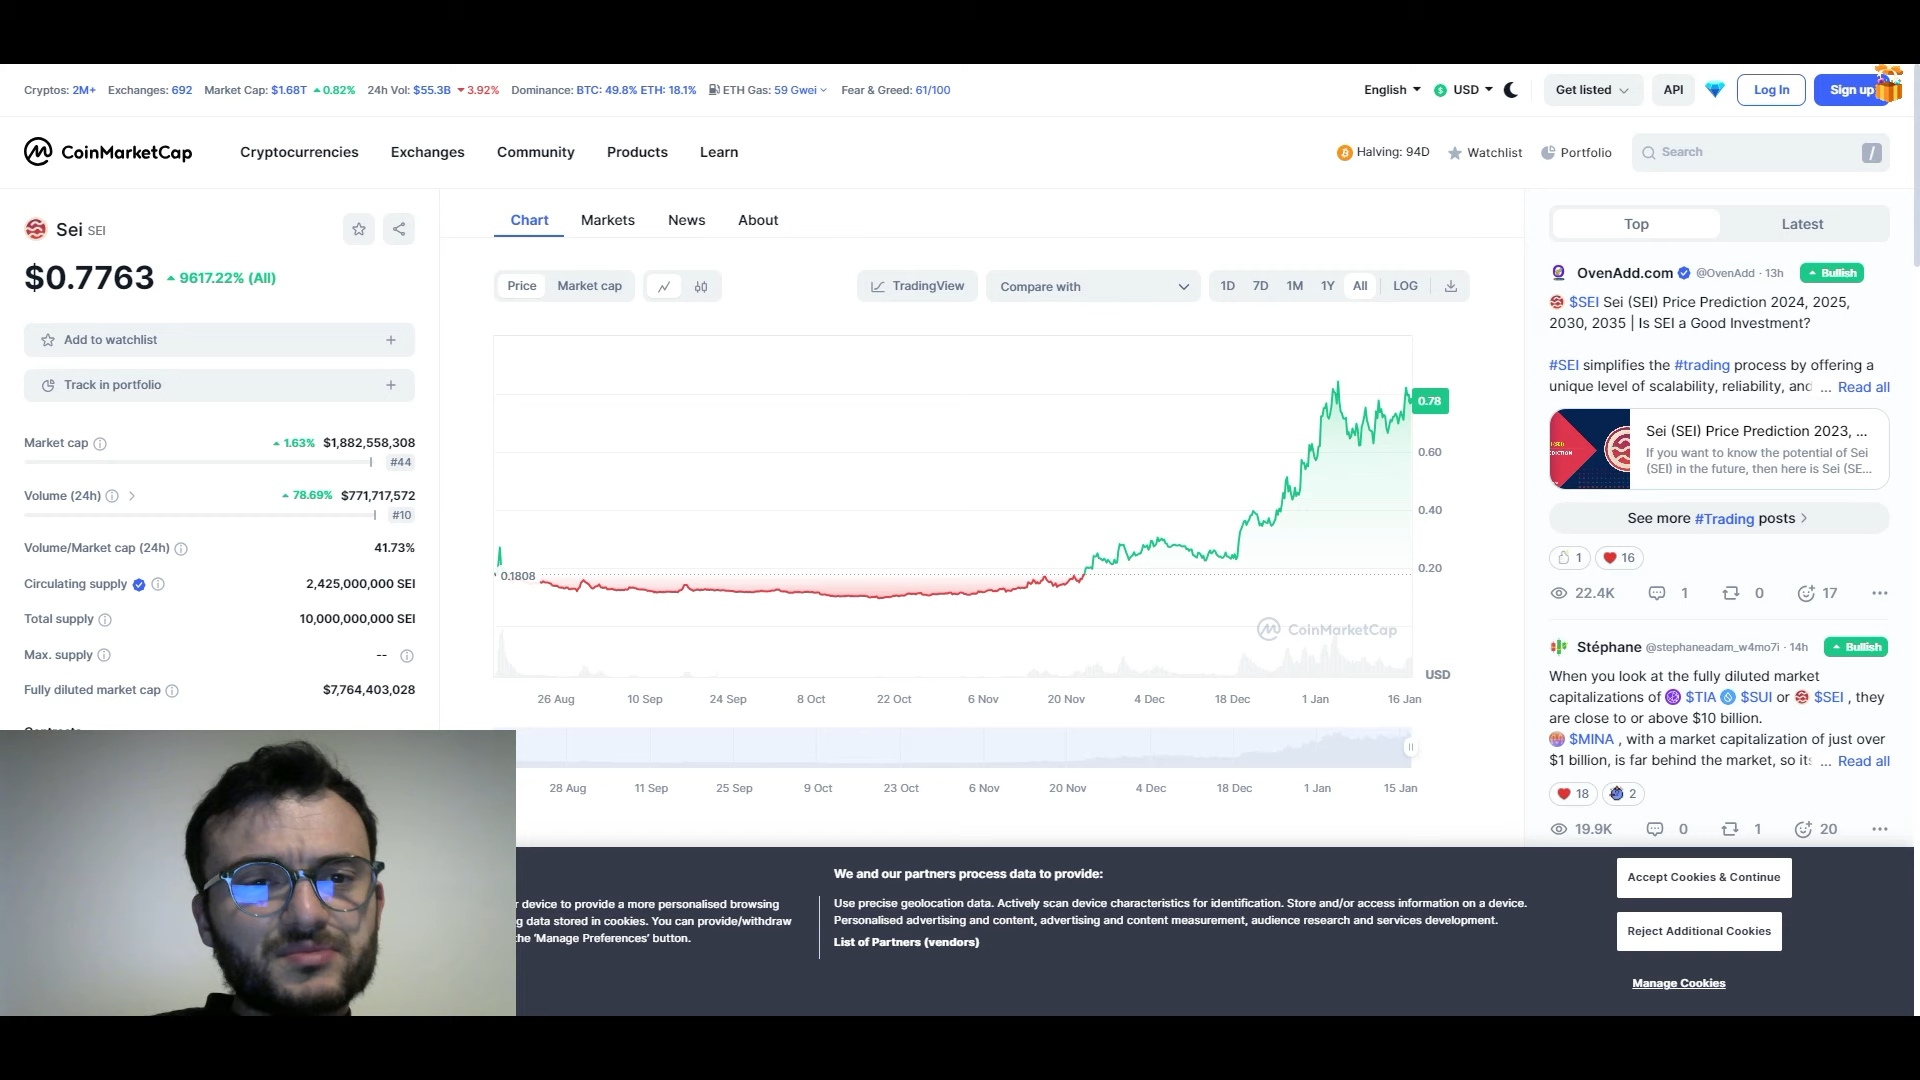 Cryptos: 2M+ Exchanges: 692 Market Cap: $1.68T 0.82% 24h Vol: $55.3B 3.92% Dominance: BTC: 49.8% ETH: 18.1% ETH Gas: 59 Gwei Fear & Greed: 61/100
English USD Get listed API Log In Sign up
CoinMarketCap
Cryptocurrencies Exchanges Community Products Learn
Halving: 94D Watchlist Portfolio Search /
Sei SEI
$0.7763 9617.22% (All)
Add to watchlist +
Track in portfolio +
Market cap 1.63% $1,882,558,308
#44
Volume (24h) 78.69% $771,717,572
#10
Volume/Market cap (24h) 41.73%
Circulating supply 2,425,000,000 SEI
Total supply 10,000,000,000 SEI
Max. supply --
Fully diluted market cap $7,764,403,028
Chart Markets News About
Price Market cap TradingView Compare with 1D 7D 1M 1Y All LOG
0.78
0.60
0.40
0.20
0.1808
CoinMarketCap
USD
26 Aug 10 Sep 24 Sep 8 Oct 22 Oct 6 Nov 20 Nov 4 Dec 18 Dec 1 Jan 16 Jan
28 Aug 11 Sep 25 Sep 9 Oct 23 Oct 6 Nov 20 Nov 4 Dec 18 Dec 1 Jan 15 Jan
Top Latest
OvenAdd.com @OvenAdd · 13h Bullish
$SEI Sei (SEI) Price Prediction 2024, 2025,
2030, 2035 | Is SEI a Good Investment?
#SEI simplifies the #trading process by offering a
unique level of scalability, reliability, and ... Read all
Sei (SEI) Price Prediction 2023, ...
If you want to know the potential of Sei
(SEI) in the future, then here is Sei (SE...
See more #Trading posts
1 16
22.4K 1 0 17 ...
Stéphane @stephaneadam_w4mo7i · 14h Bullish
When you look at the fully diluted market
capitalizations of $TIA $SUI or $SEI , they
are close to or above $10 billion.
$MINA , with a market capitalization of just over
$1 billion, is far behind the market, so its ... Read all
18 2
19.9K 0 1 20 ...
device to provide a more personalised browsing
g data stored in cookies. You can provide/withdraw
the 'Manage Preferences' button.
We and our partners process data to provide:
Use precise geolocation data. Actively scan device characteristics for identification. Store and/or access information on a device.
Personalised advertising and content, advertising and content measurement, audience research and services development.
List of Partners (vendors)
Accept Cookies & Continue
Reject Additional Cookies
Manage Cookies